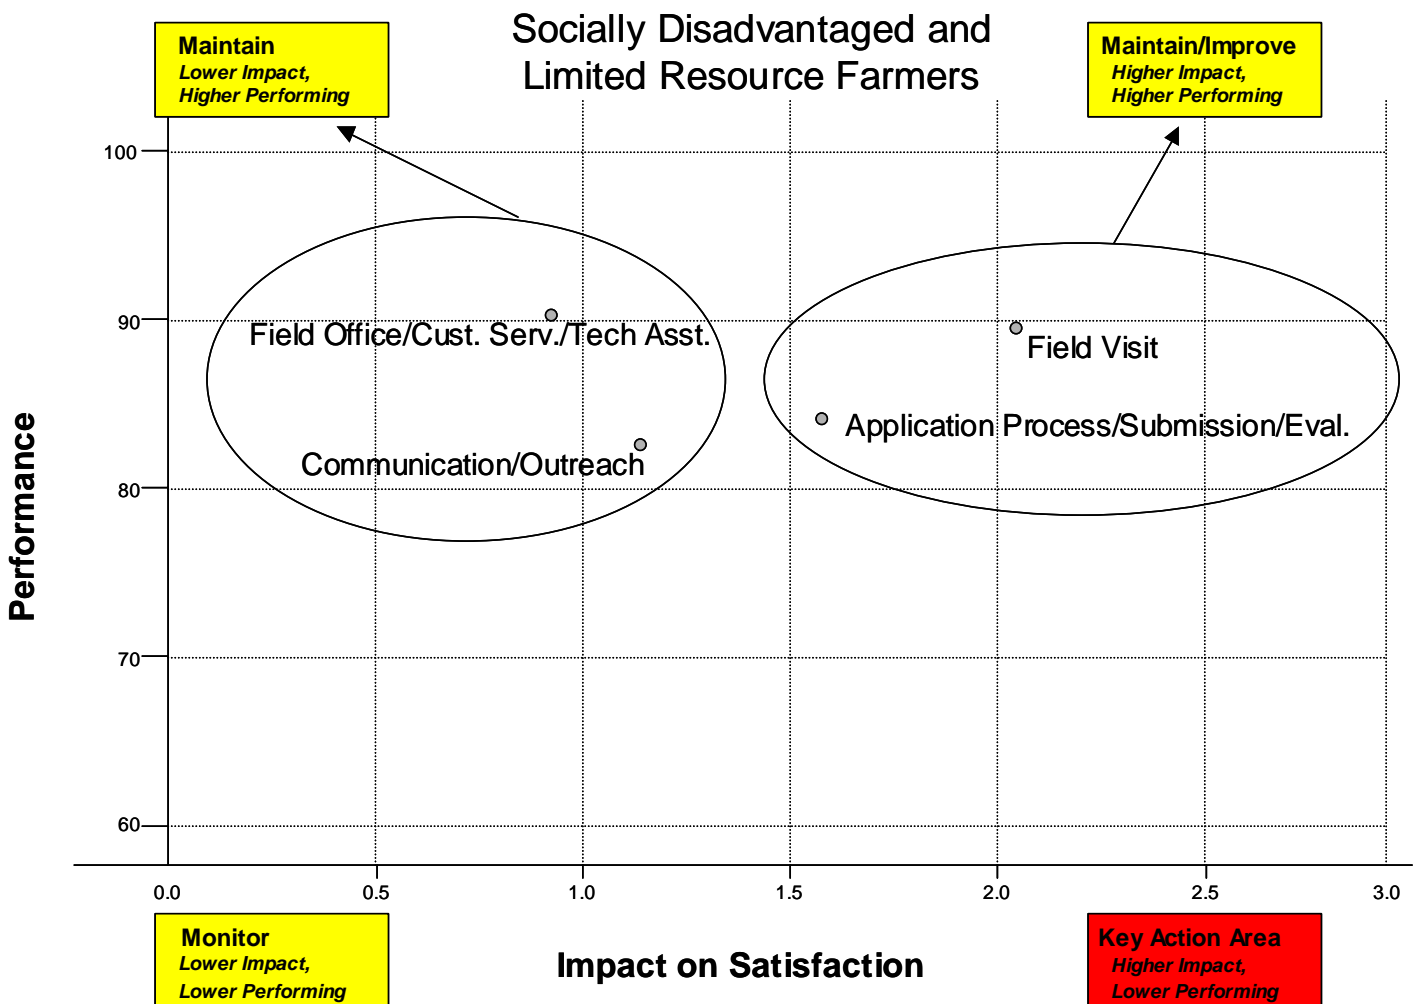 Socially Disadvantaged and
Limited Resource Farmers
Maintain
Lower Impact,
Higher Performing
Maintain/Improve
Higher Impact,
Higher Performing
100
90
80
70
60
Performance
Field Office/Cust. Serv./Tech Asst.
Field Visit
Application Process/Submission/Eval.
Communication/Outreach
0.0 0.5 1.0 1.5 2.0 2.5 3.0
Monitor
Lower Impact,
Lower Performing
Impact on Satisfaction
Key Action Area
Higher Impact,
Lower Performing